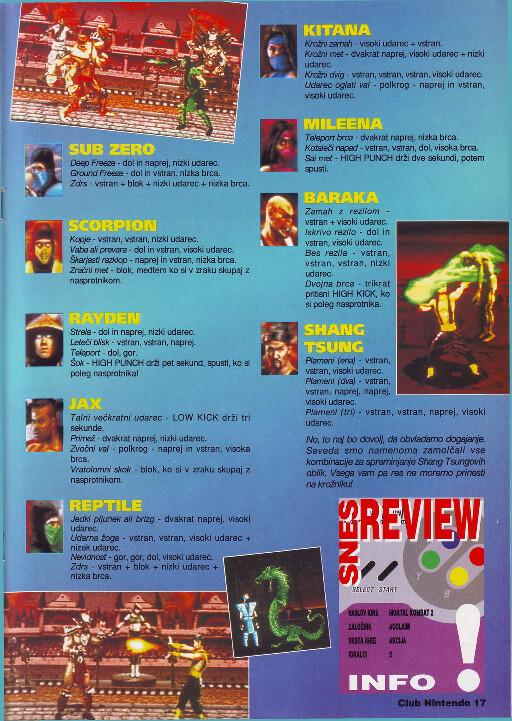 SUB ZERO
Deep Freeze - dol in naprej, nizki udarec.
Ground Freeze - dol in vstran, nizka brca.
Zdrs - vstran + blok + nizki udarec + nizka brca.
SCORPION
Kopje - vstran, vstran, nizki udarec.
Vaba ali prevara - dol in vstran, visoki udarec.
Škarjasti razklop - naprej in vstran, nizka brca.
Zračni met - blok, medtem ko si v zraku skupaj z
nasprotnikom.
RAYDEN
Strela - dol in naprej, nizki udarec.
Leteči blisk - vstran, vstran, naprej.
Teleport - dol, gor.
Šok - HIGH PUNCH drži pet sekund, spusti, ko si
poleg nasprotnika!
JAX
Talni večkratni udarec - LOW KICK drži tri
sekunde.
Primež - dvakrat naprej, nizki udarec.
Zvočni val - polkrog - naprej in vstran, visoka
brca.
Vratolomni skok - blok, ko si v zraku skupaj z
nasprotnikom.
REPTILE
Jedki pljunek ali brizg - dvakrat naprej, visoki
udarec.
Udarna žoga - vstran, vstran, visoki udarec +
nizek udarec.
Nevidnost - gor, gor, dol, visoki udarec.
Zdrs - vstran + blok + nizki udarec +
nizka brca.
KITANA
Krožni zamah - visoki udarec + vstran.
Krožni met - dvakrat naprej, visoki udarec + nizki
udarec.
Krožni dvig - vstran, vstran, vstran, visoki udarec.
Udarec oglati val - polkrog - naprej in vstran,
visoki udarec.
MILEENA
Teleport brca - dvakrat naprej, nizka brca.
Kotaleči napad - vstran, vstran, dol, visoka brca.
Sai met - HIGH PUNCH drži dve sekundi, potem
spusti.
BARAKA
Zamah z rezilom -
vstran + visoki udarec.
Iskrivo rezilo - dol in
vstran, visoki udarec.
Bes rezila - vstran,
vstran, vstran, nizki
udarec.
Dvojna brca - trikrat
pritisni HIGH KICK, ko
si poleg nasprotnika.
SHANG
TSUNG
Plameni (ena) - vstran,
vstran, visoki udarec.
Plameni (dva) - vstran,
vstran, naprej, naprej,
visoki udarec.
Plameni (tri) - vstran, vstran, naprej, visoki
udarec.
No, to naj bo dovolj, da obvladamo dogajanje.
Seveda smo namenoma zamolčali vse
kombinacije za spreminjanje Shang Tsungovih
oblik. Vsega vam pa res ne moremo prinesti
na krožniku!
SNES
REVIEW
SELECT START
Y
B
NASLOV IGRE MORTAL KOMBAT 2
ZALOŽNIK ACCLAIM
VRSTA IGRE AKCIJA
IGRALCI 2
INFO !
Club Nintendo 17